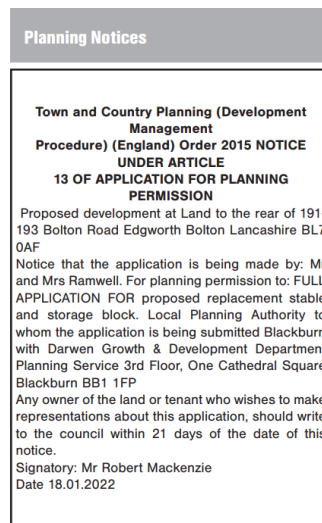 Planning Notices
Town and Country Planning (Development
Management
Procedure) (England) Order 2015 NOTICE
UNDER ARTICLE
13 OF APPLICATION FOR PLANNING
PERMISSION
Proposed development at Land to the rear of 191-
193 Bolton Road Edgworth Bolton Lancashire BL7
0AF
Notice that the application is being made by: Mr
and Mrs Ramwell. For planning permission to: FULL
APPLICATION FOR proposed replacement stable
and storage block. Local Planning Authority to
whom the application is being submitted Blackburn
with Darwen Growth & Development Department
Planning Service 3rd Floor, One Cathedral Square
Blackburn BB1 1FP
Any owner of the land or tenant who wishes to make
representations about this application, should write
to the council within 21 days of the date of this
notice.
Signatory: Mr Robert Mackenzie
Date 18.01.2022